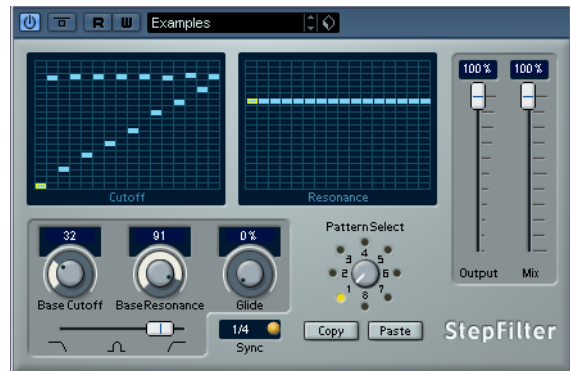 R W Examples
Cutoff
Resonance
100% 100%
Output Mix
32 91 0%
Base Cutoff Base Resonance Glide
1/4
Sync
Pattern Select
1 2 3 4 5 6 7 8
Copy Paste
StepFilter